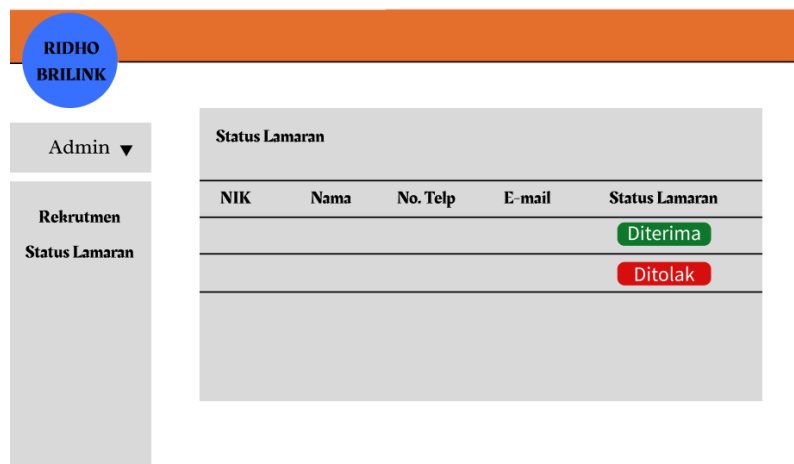 RIDHO
BRILINK
Admin ▼
Rekrutmen
Status Lamaran
Status Lamaran
NIK Nama No. Telp E-mail Status Lamaran
Diterima
Ditolak